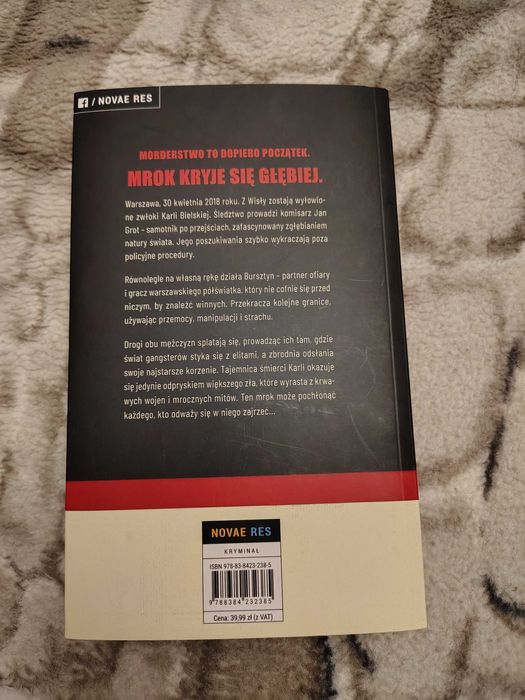 f / NOVAE RES
MORDERSTWO TO DOPIERO POCZĄTEK.
MROK KRYJE SIĘ GŁĘBIEJ.
Warszawa, 30 kwietnia 2018 roku. Z Wisły zostają wyłowio-
ne zwłoki Karli Bielskiej. Śledztwo prowadzi komisarz Jan
Grot – samotnik po przejściach, zafascynowany zgłębianiem
natury świata. Jego poszukiwania szybko wykraczają poza
policyjne procedury.
Równolegle na własną rękę działa Bursztyn – partner ofiary
i gracz warszawskiego półświatka, który nie cofnie się przed
niczym, by znaleźć winnych. Przekracza kolejne granice,
używając przemocy, manipulacji i strachu.
Drogi obu mężczyzn splatają się, prowadząc ich tam, gdzie
świat gangsterów styka się z elitami, a zbrodnia odsłania
swoje najstarsze korzenie. Tajemnica śmierci Karli okazuje
się jedynie odpryskiem większego zła, które wyrasta z krwa-
wych wojen i mrocznych mitów. Ten mrok może pochłonąć
każdego, kto odważy się w niego zajrzeć...
NOVAE RES
KRYMINAŁ
ISBN 978-83-8423-238-5
9 788384 232385
Cena: 39,99 zł (z VAT)